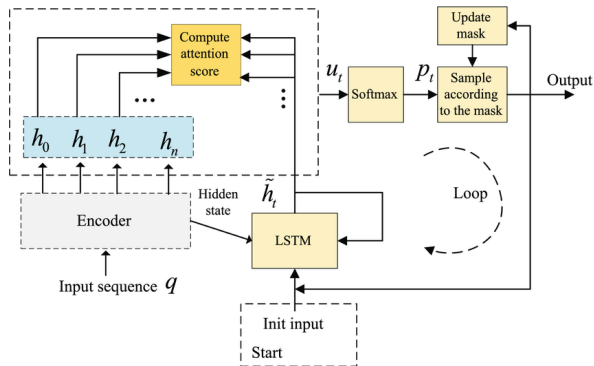 Compute
attention
score
Update
mask
u_t
Softmax
p_t
Sample
according
to the mask
Output
...
⋮
h_0
h_1
h_2
h_n
h̃_t
Hidden
state
Encoder
LSTM
Loop
Input sequence q
Init input
Start